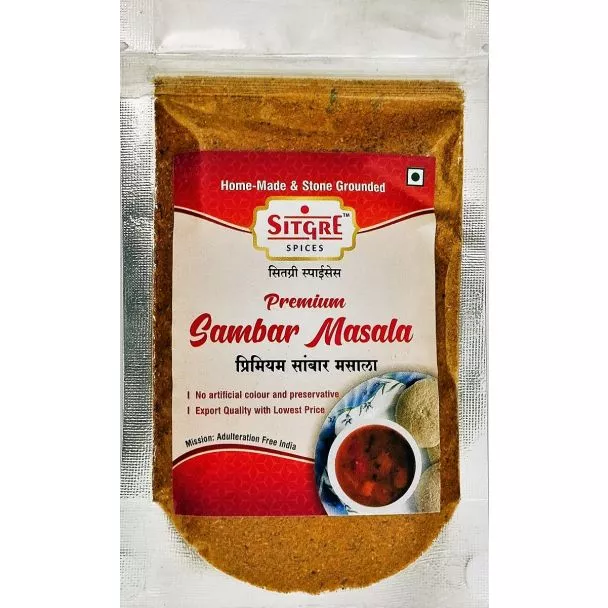 Home-Made & Stone Grounded
SITGRE™
SPICES
सितग्री स्पाईसेस
Premium
Sambar Masala
प्रिमियम सांबार मसाला
I No artificial colour and preservative
I Export Quality with Lowest Price
Mission: Adulteration Free India